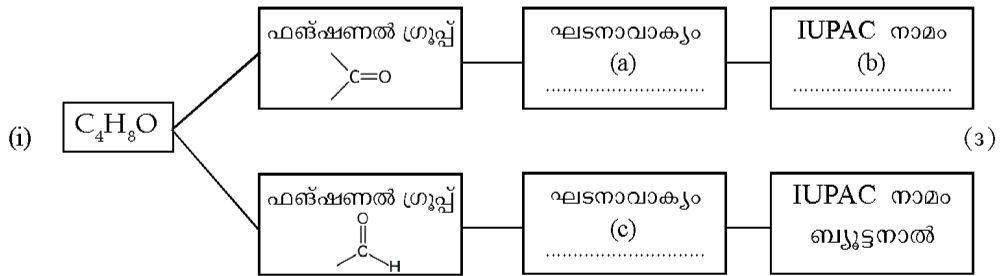 (i)
C₄H₈O
ഫങ്ഷണൽ ഗ്രൂപ്പ്
C=O
ഘടനാവാക്യം
(a)
............................
IUPAC നാമം
(b)
............................
(3)
ഫങ്ഷണൽ ഗ്രൂപ്പ്
O
C
H
ഘടനാവാക്യം
(c)
............................
IUPAC നാമം
ബ്യൂട്ടനാൽ